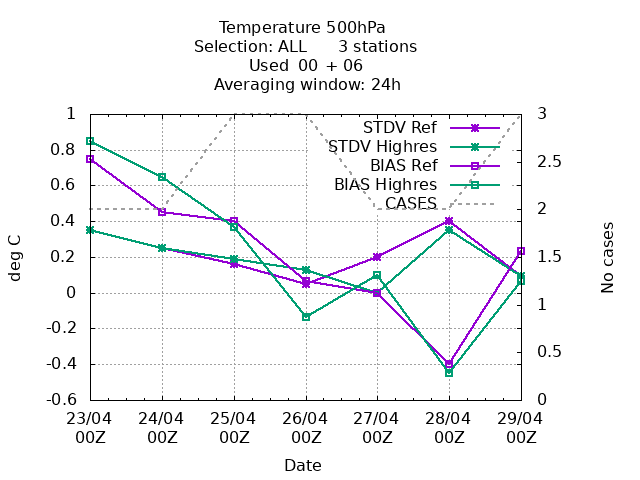 Temperature 500hPa
Selection: ALL      3 stations
Used  00 + 06
Averaging window: 24h
1
0.8
0.6
0.4
0.2
0
-0.2
-0.4
-0.6
deg C
STDV Ref
STDV Highres
BIAS Ref
BIAS Highres
CASES
3
2.5
2
1.5
1
0.5
0
No cases
23/04 24/04 25/04 26/04 27/04 28/04 29/04
00Z 00Z 00Z 00Z 00Z 00Z 00Z
Date